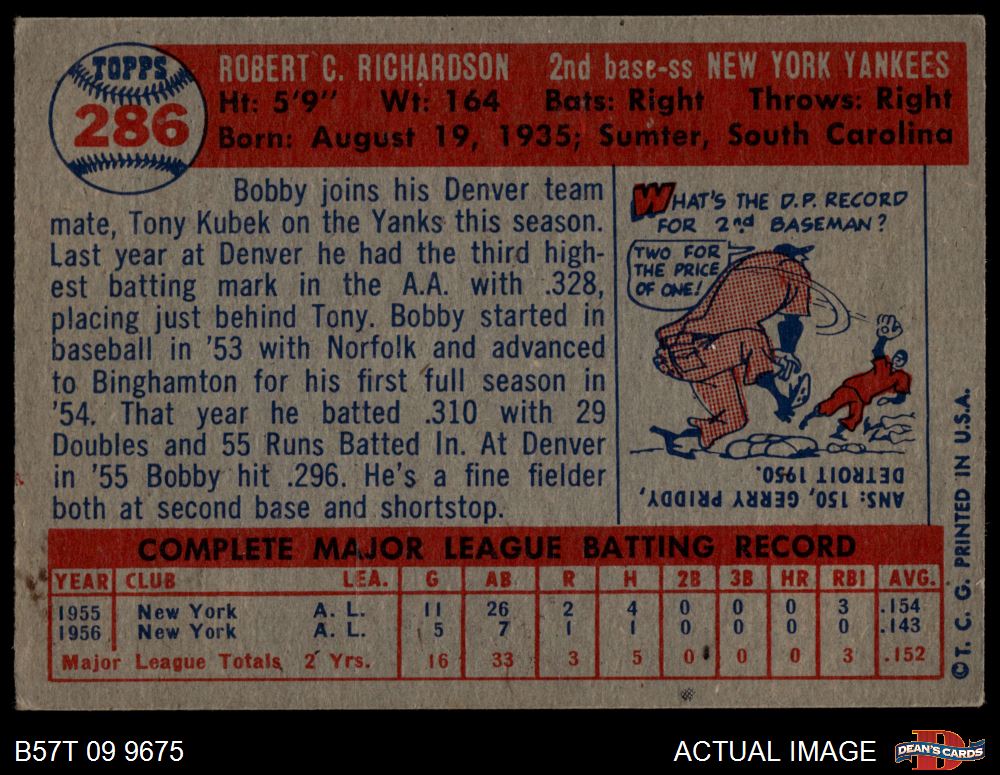 TOPPS
286
ROBERT C. RICHARDSON 2nd base-ss NEW YORK YANKEES
Ht: 5'9" Wt: 164 Bats: Right Throws: Right
Born: August 19, 1935; Sumter, South Carolina
Bobby joins his Denver team
mate, Tony Kubek on the Yanks this season.
Last year at Denver he had the third high-
est batting mark in the A.A. with .328,
placing just behind Tony. Bobby started in
baseball in '53 with Norfolk and advanced
to Binghamton for his first full season in
'54. That year he batted .310 with 29
Doubles and 55 Runs Batted In. At Denver
in '55 Bobby hit .296. He's a fine fielder
both at second base and shortstop.
WHAT'S THE D.P. RECORD
FOR 2nd BASEMAN?
TWO FOR
THE PRICE
OF ONE!
ANS: 150, GERRY PRIDDY,
DETROIT 1950.
COMPLETE MAJOR LEAGUE BATTING RECORD
YEAR CLUB LEA. G AB R H 2B 3B HR RBI AVG.
1955 New York A. L. 11 26 2 4 0 0 0 3 .154
1956 New York A. L. 5 7 1 1 0 0 0 0 .143
Major League Totals 2 Yrs. 16 33 3 5 0 0 0 3 .152
©T. C. G. PRINTED IN U.S.A.
B57T 09 9675
ACTUAL IMAGE
DEAN'S CARDS